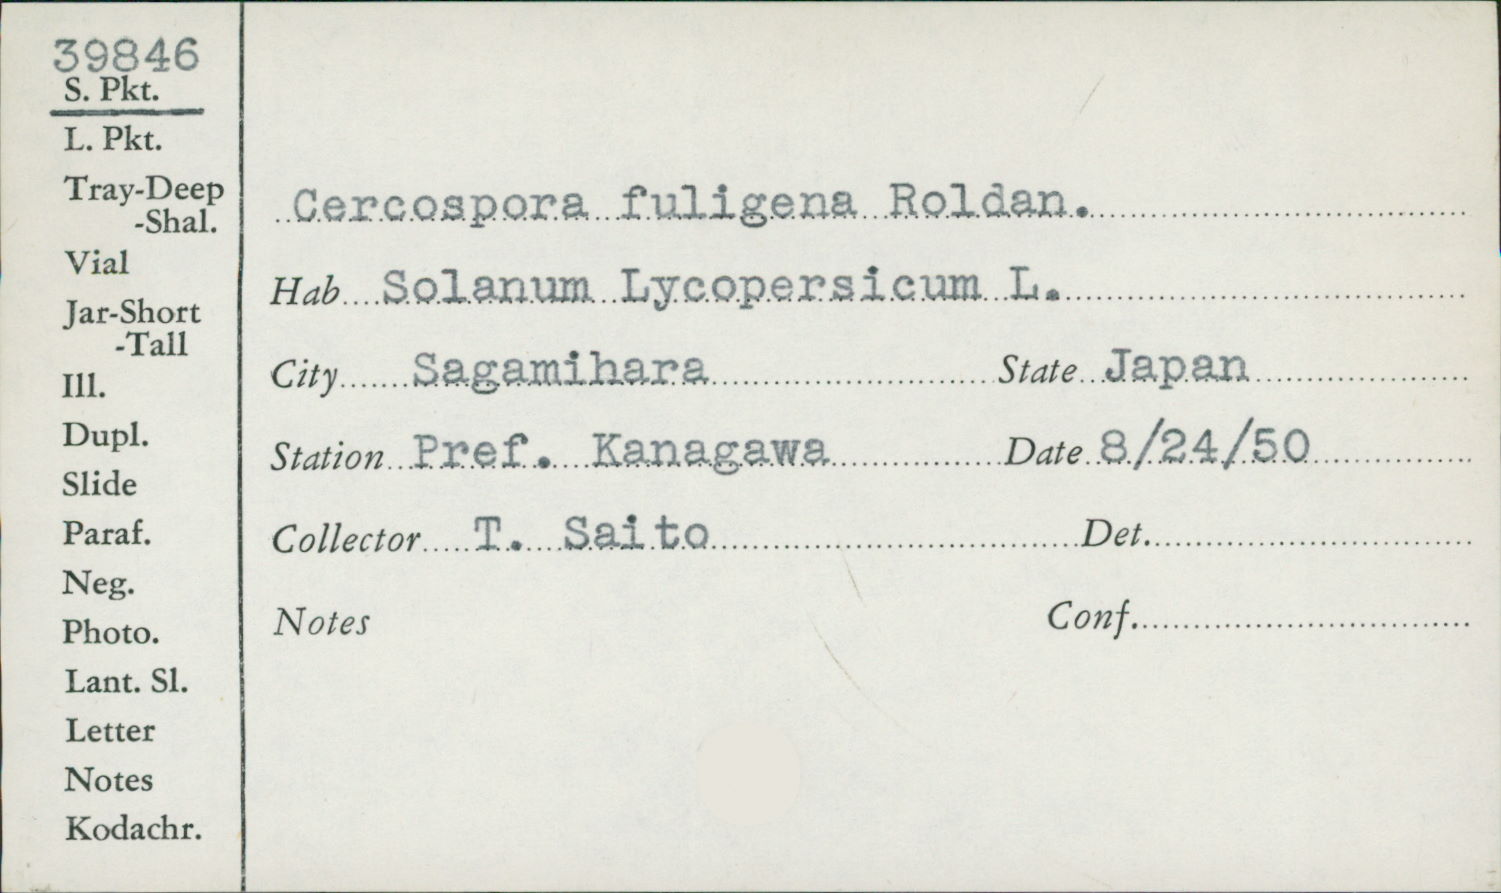 39846
S. Pkt.
L. Pkt.
Tray-Deep
-Shal.
Vial
Jar-Short
-Tall
Ill.
Dupl.
Slide
Paraf.
Neg.
Photo.
Lant. Sl.
Letter
Notes
Kodachr.
Cercospora fuligena Roldan.
Hab Solanum Lycopersicum L.
City Sagamihara State Japan
Station Pref. Kanagawa Date 8/24/50
Collector T. Saito Det.
Notes Conf.